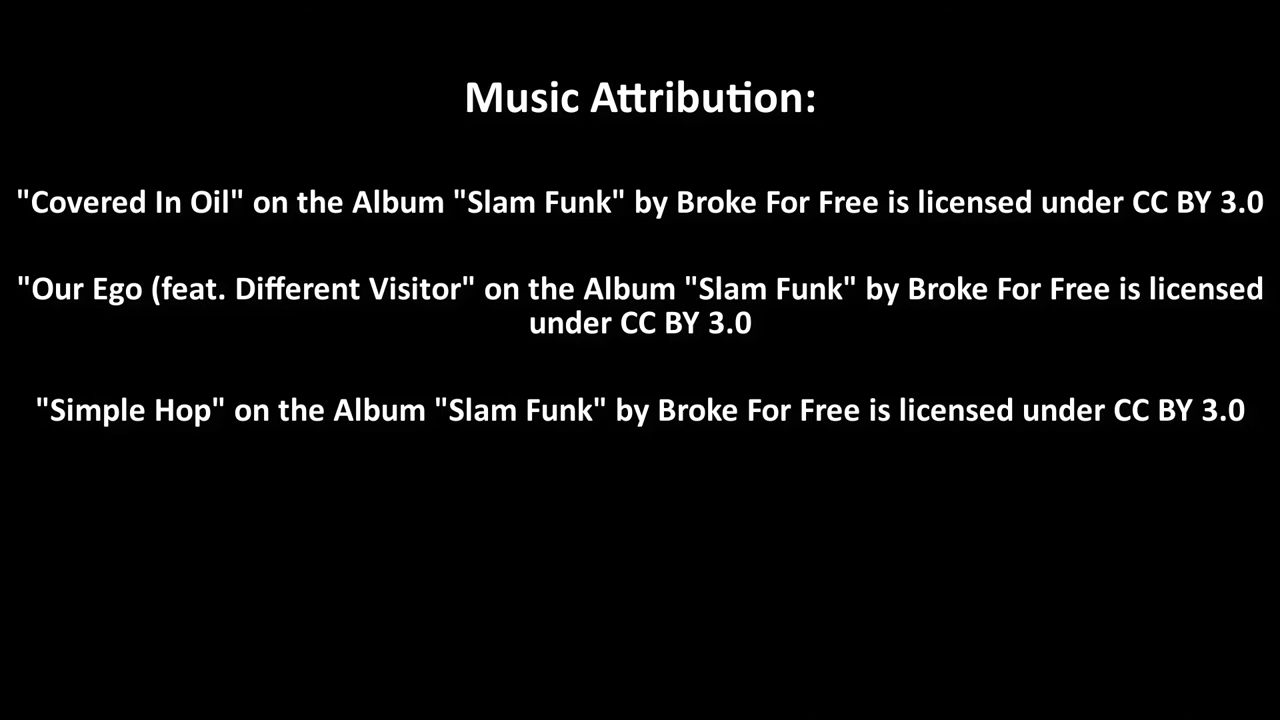 Music Attribution:
"Covered In Oil" on the Album "Slam Funk" by Broke For Free is licensed under CC BY 3.0
"Our Ego (feat. Different Visitor" on the Album "Slam Funk" by Broke For Free is licensed
under CC BY 3.0
"Simple Hop" on the Album "Slam Funk" by Broke For Free is licensed under CC BY 3.0